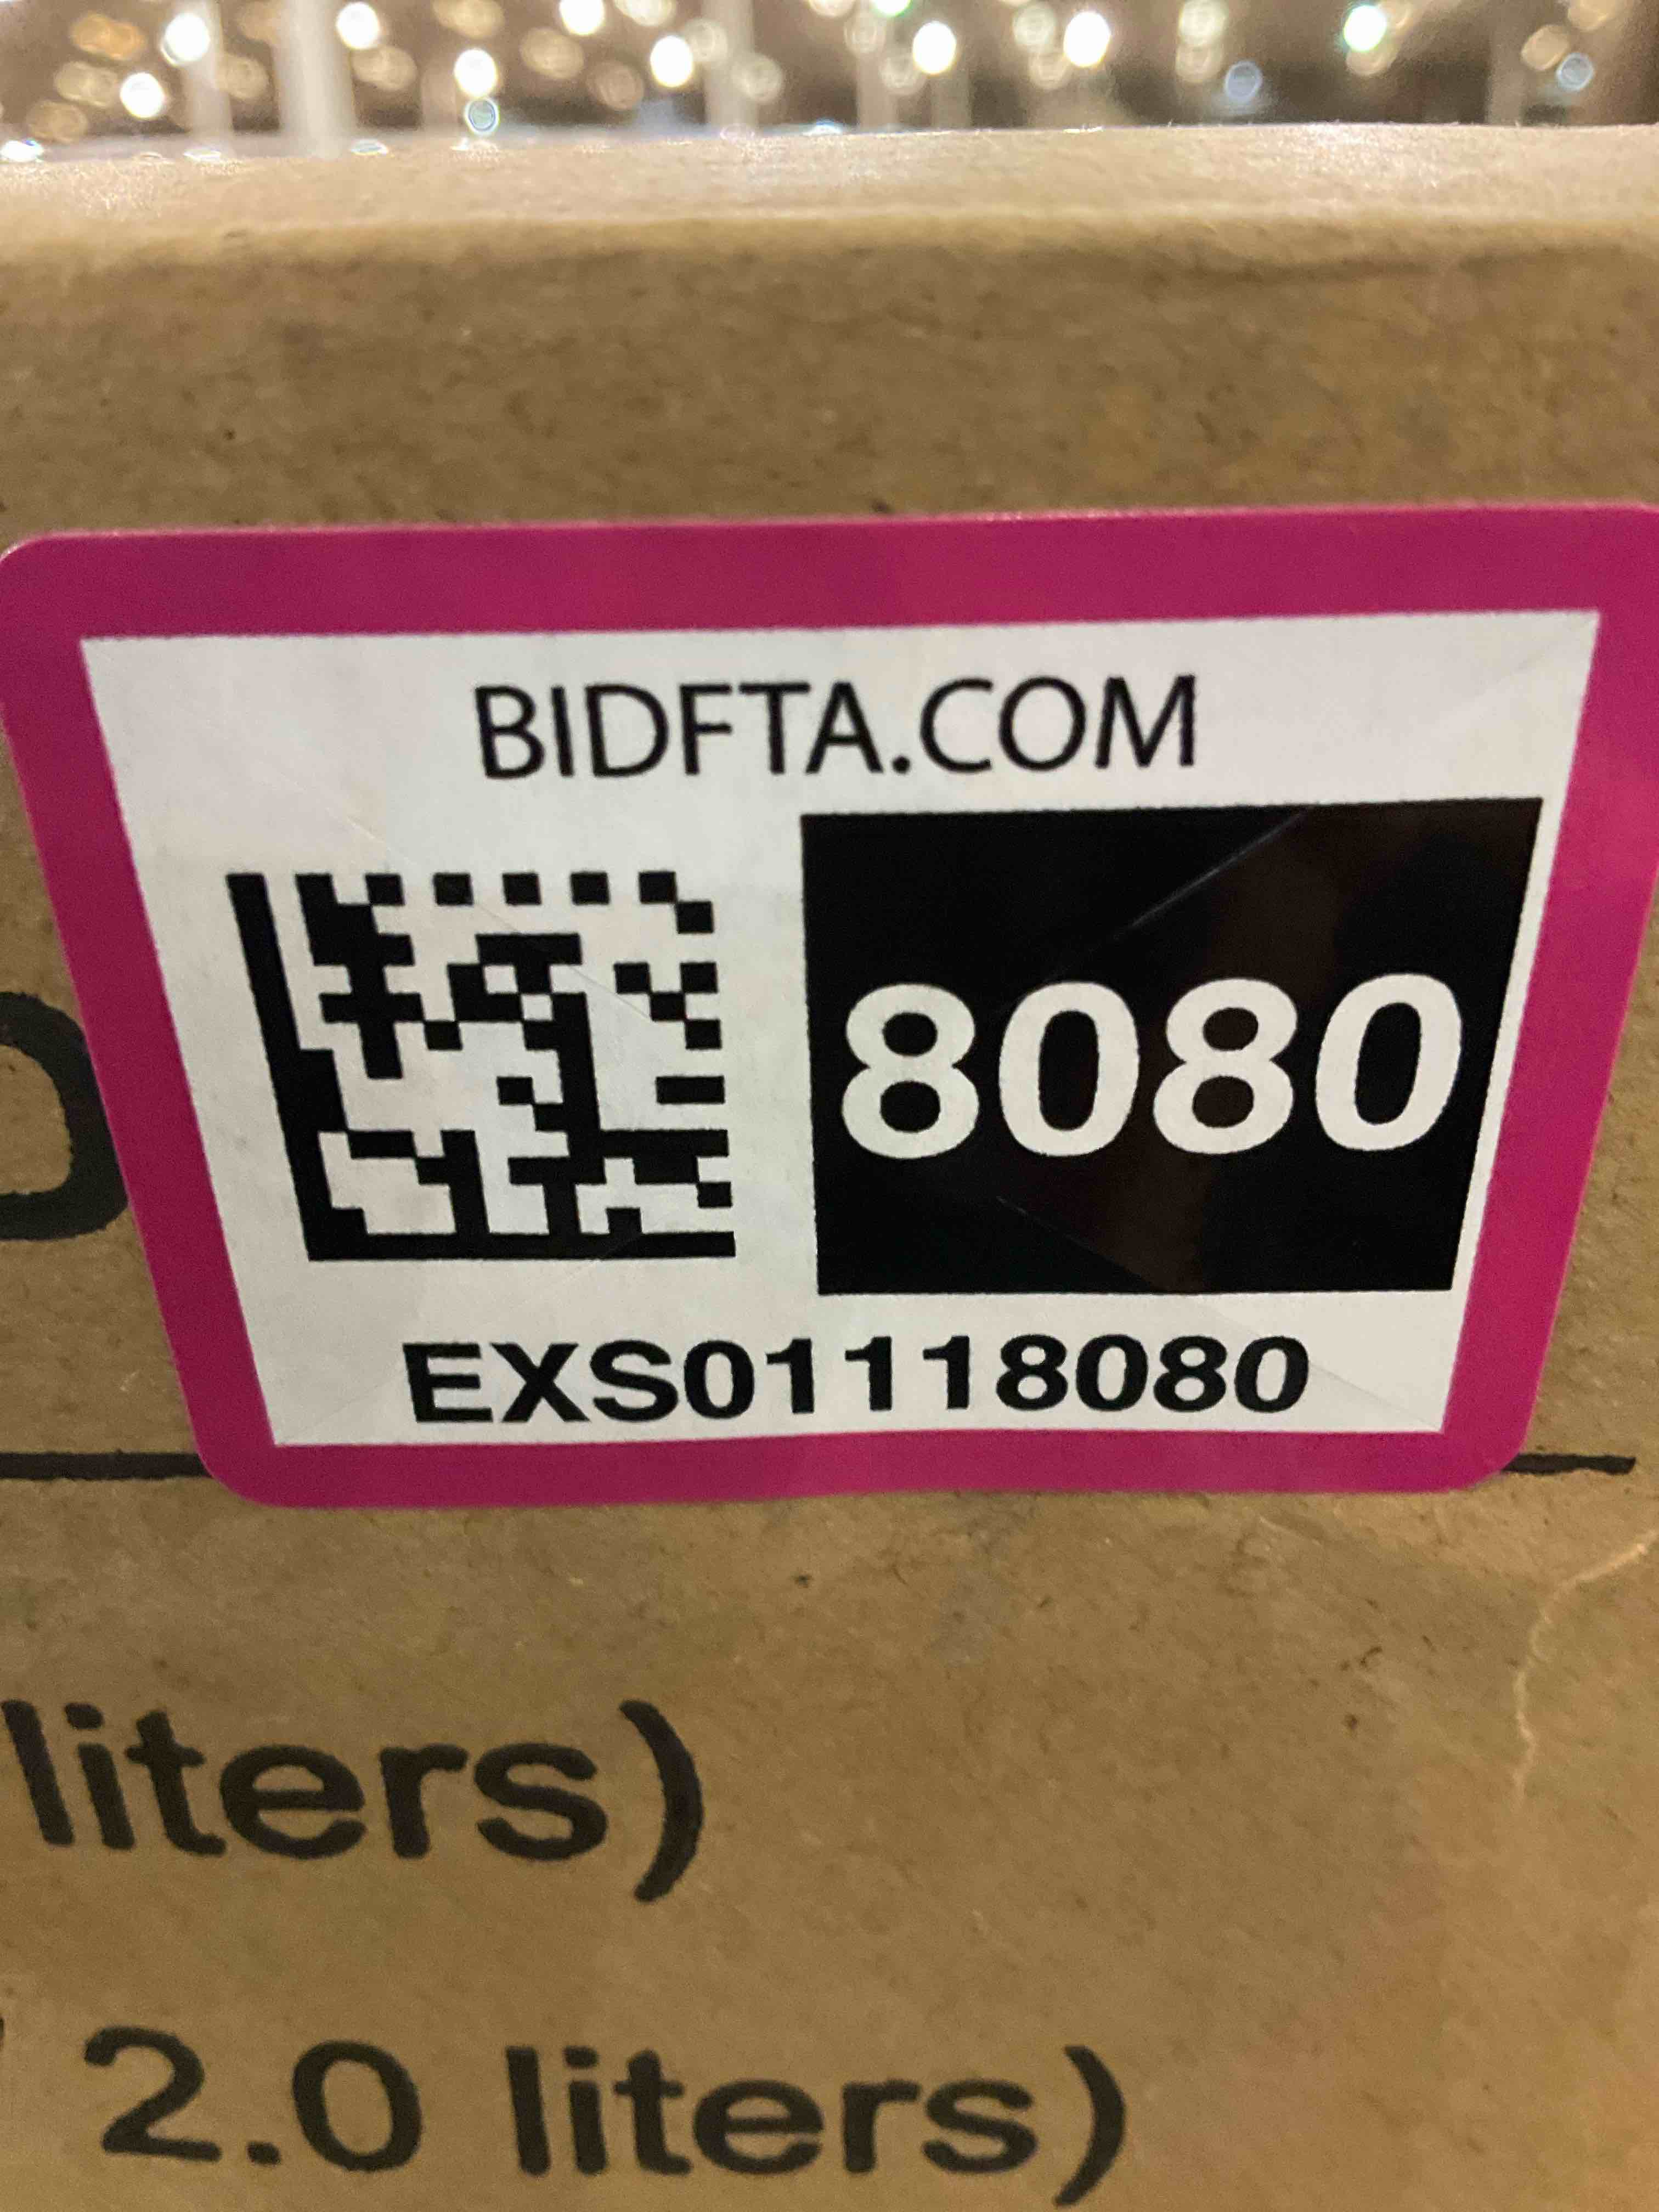 BIDFTA.COM
8080
EXS01118080
liters)
2.0 liters)